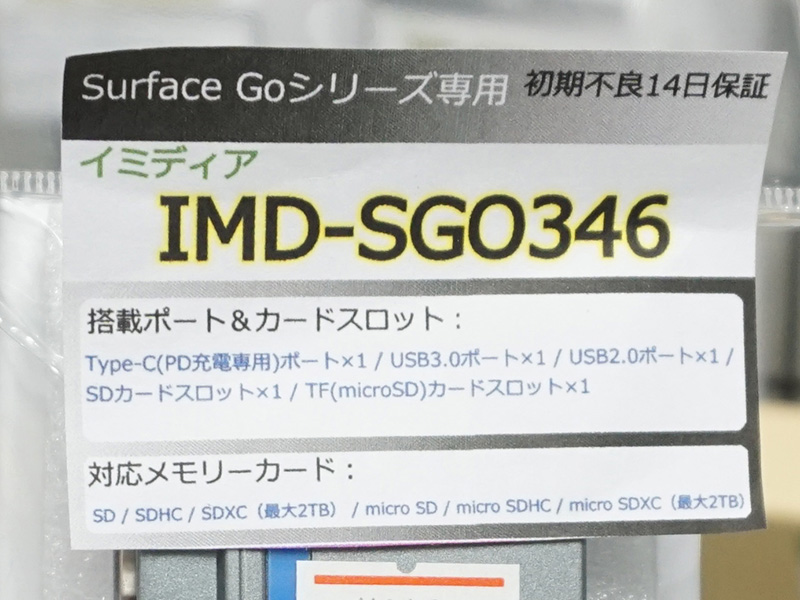 Surface Goシリーズ専用 初期不良14日保証
イミディア
IMD-SGO346
搭載ポート＆カードスロット：
Type-C(PD充電専用)ポート×1 / USB3.0ポート×1 / USB2.0ポート×1 /
SDカードスロット×1 / TF(microSD)カードスロット×1
対応メモリーカード：
SD / SDHC / SDXC（最大2TB） / micro SD / micro SDHC / micro SDXC（最大2TB）